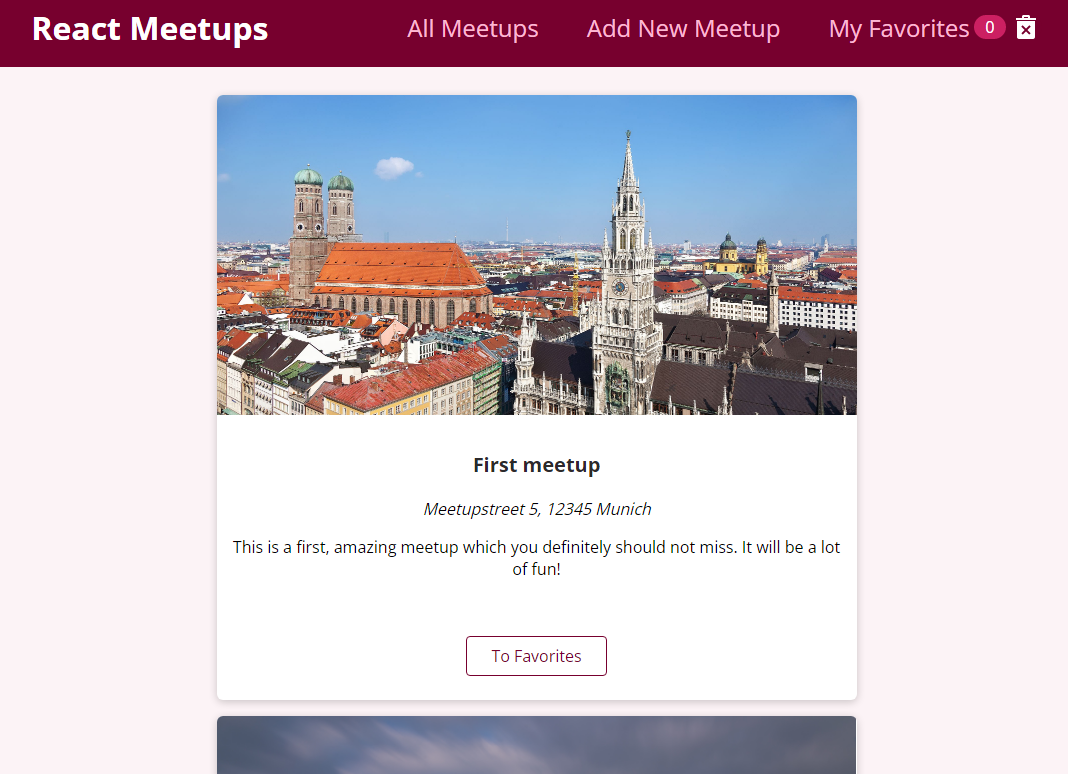 React Meetups
All Meetups
Add New Meetup
My Favorites 0
First meetup
Meetupstreet 5, 12345 Munich
This is a first, amazing meetup which you definitely should not miss. It will be a lot
of fun!
To Favorites